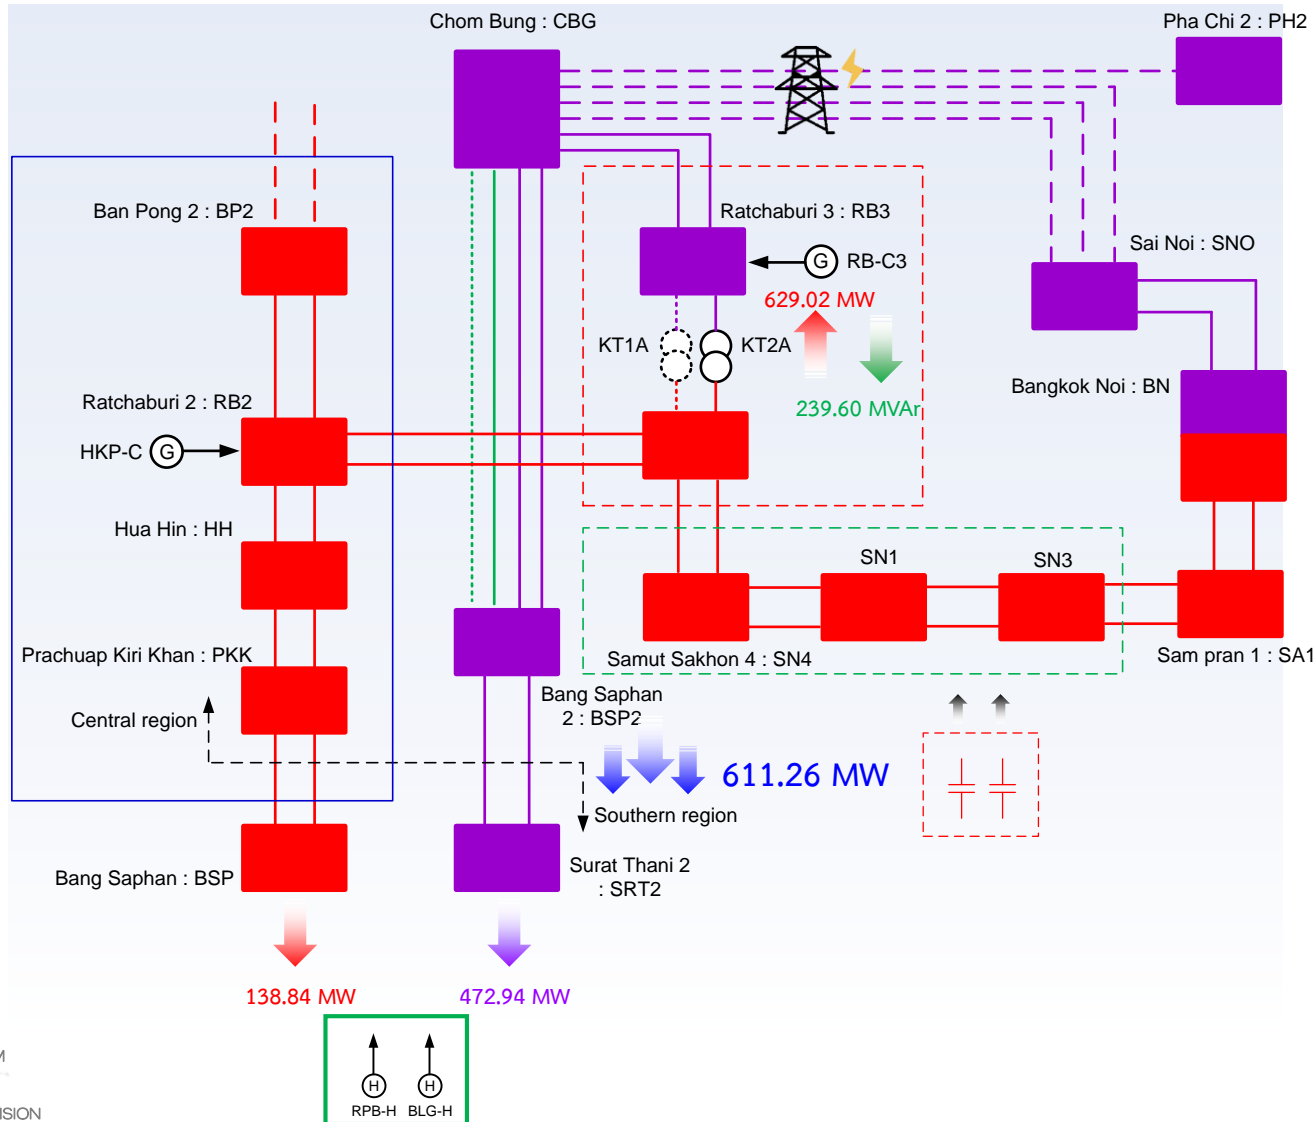 Chom Bung : CBG
Pha Chi 2 : PH2
Ban Pong 2 : BP2
Ratchaburi 3 : RB3
Sai Noi : SNO
G
RB-C3
629.02 MW
KT1A
KT2A
Bangkok Noi : BN
239.60 MVAr
Ratchaburi 2 : RB2
HKP-C
G
Hua Hin : HH
SN1
SN3
Prachuap Kiri Khan : PKK
Samut Sakhon 4 : SN4
Sam pran 1 : SA1
Central region
Bang Saphan
2 : BSP2
611.26 MW
Southern region
Bang Saphan : BSP
Surat Thani 2
: SRT2
138.84 MW
472.94 MW
H
H
RPB-H
BLG-H
M
ISION